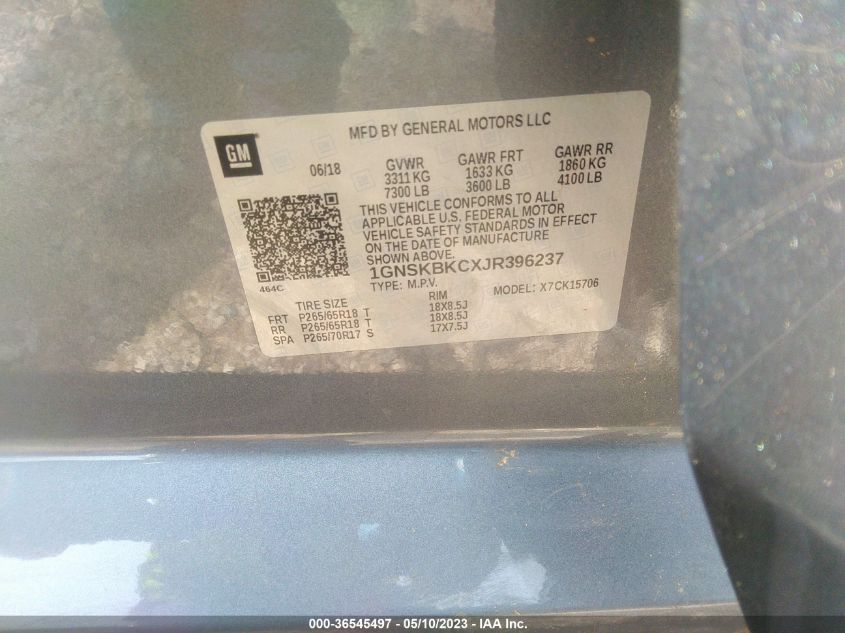 MFD BY GENERAL MOTORS LLC
GM
06/18
GVWR
3311 KG
7300 LB
GAWR FRT
1633 KG
3600 LB
GAWR RR
1860 KG
4100 LB
THIS VEHICLE CONFORMS TO ALL
APPLICABLE U.S. FEDERAL MOTOR
VEHICLE SAFETY STANDARDS IN EFFECT
ON THE DATE OF MANUFACTURE
SHOWN ABOVE.
464C
1GNSKBKCXJR396237
TYPE: M.P.V.
MODEL: X7CK15706
TIRE SIZE RIM
FRT P265/65R18 T 18X8.5J
RR P265/65R18 T 18X8.5J
SPA P265/70R17 S 17X7.5J
000-36545497 - 05/10/2023 - IAA Inc.